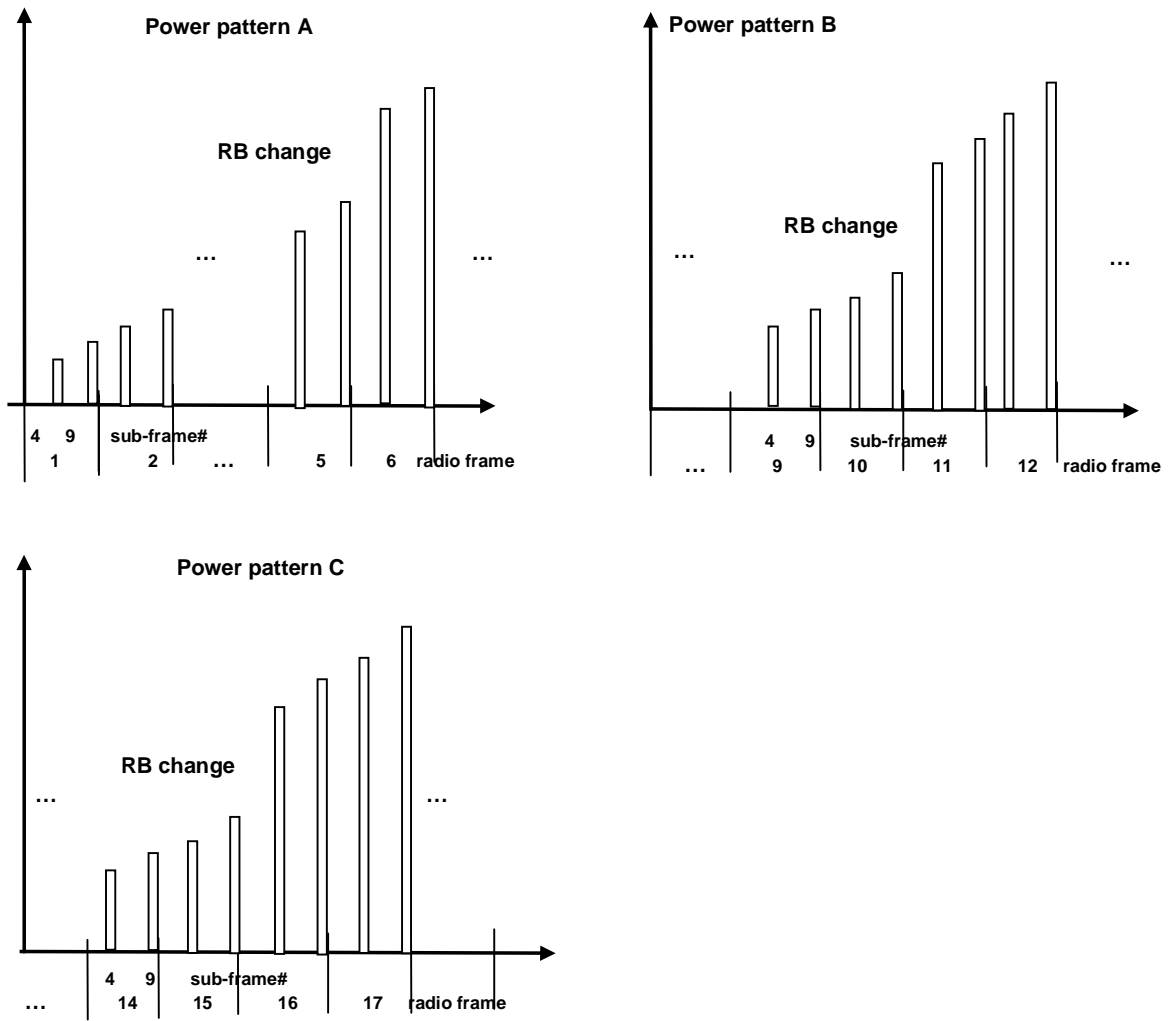 Power pattern A
RB change
...
...
4 9 sub-frame#
1 2 ... 5 6 radio frame
Power pattern B
RB change
...
...
4 9 sub-frame#
... 9 10 11 12 radio frame
Power pattern C
RB change
...
...
4 9 sub-frame#
... 14 15 16 17 radio frame